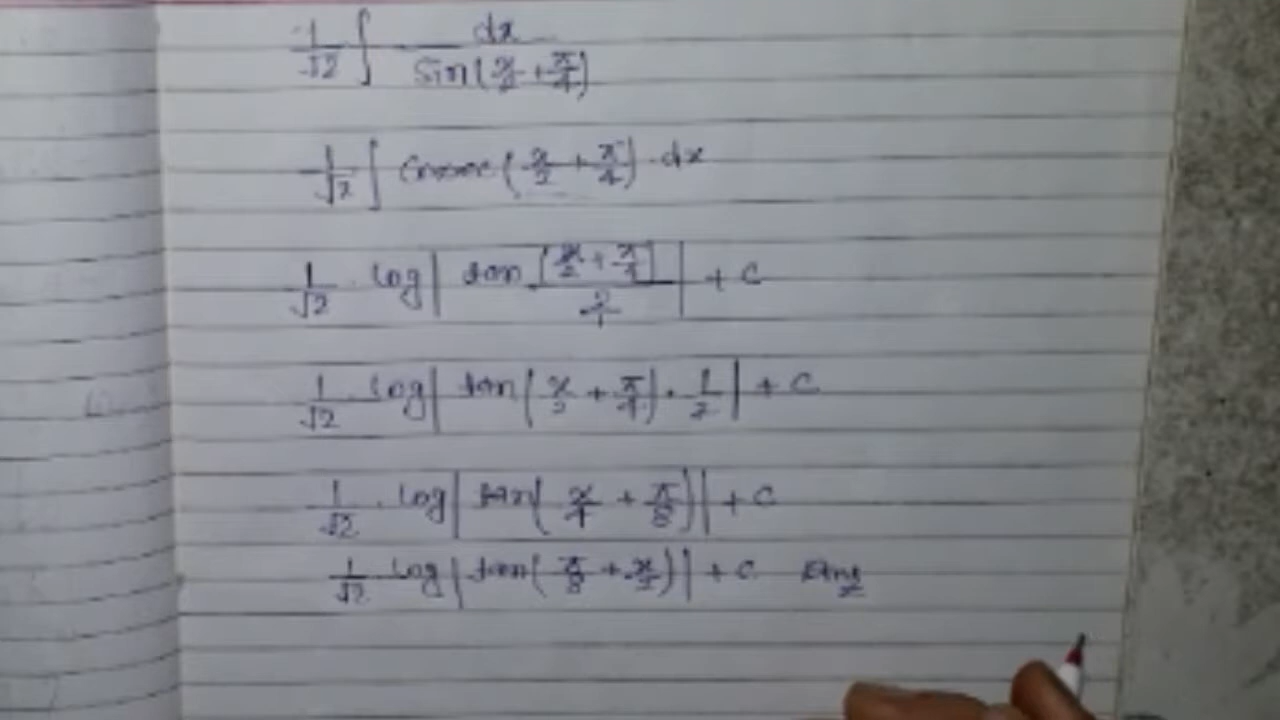 1/√2 ∫ dx / sin(x/2 + π/4)
1/√2 ∫ cosec(x/2 + π/4) · dx
1/√2 · log| tan [x/2 + π/4] / 2/1 | + c
1/√2 · log| tan(x/2 + π/4) · 1/2 | + c
1/√2 · log| tan( x/4 + π/8 )| + c
1/√2 log| tan( π/8 + x/2 )| + c Ans